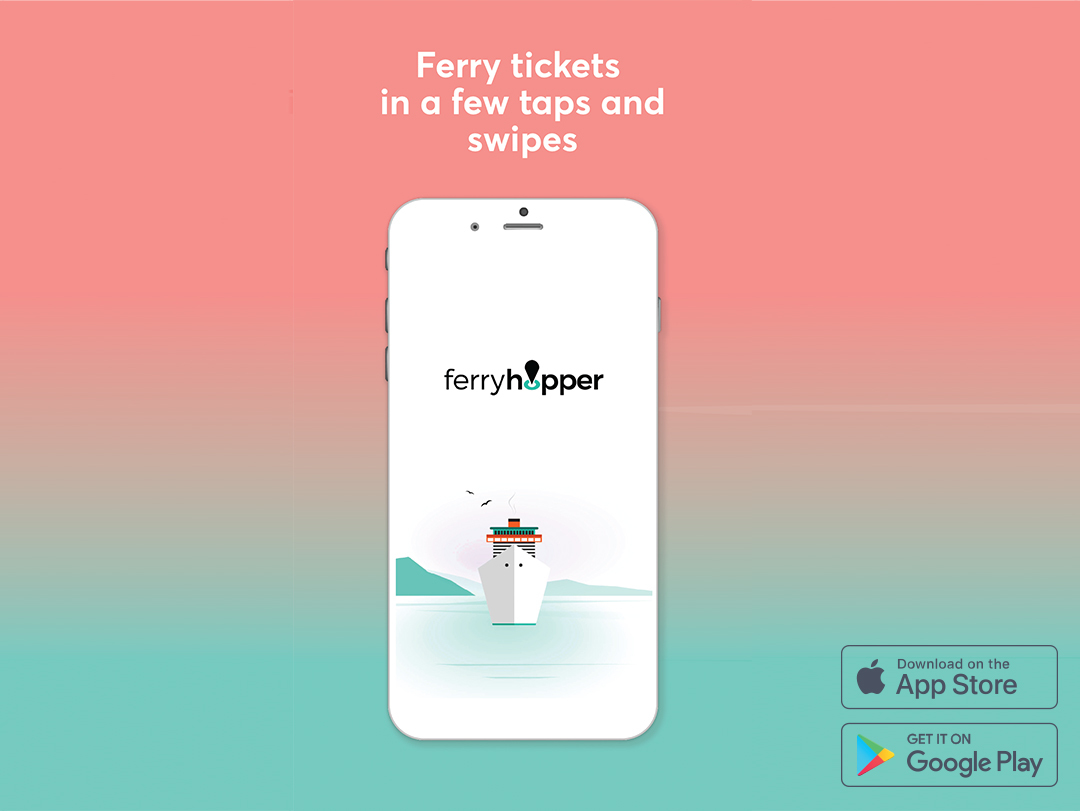 Ferry tickets
in a few taps and
swipes
ferryhopper
Download on the
App Store
GET IT ON
Google Play